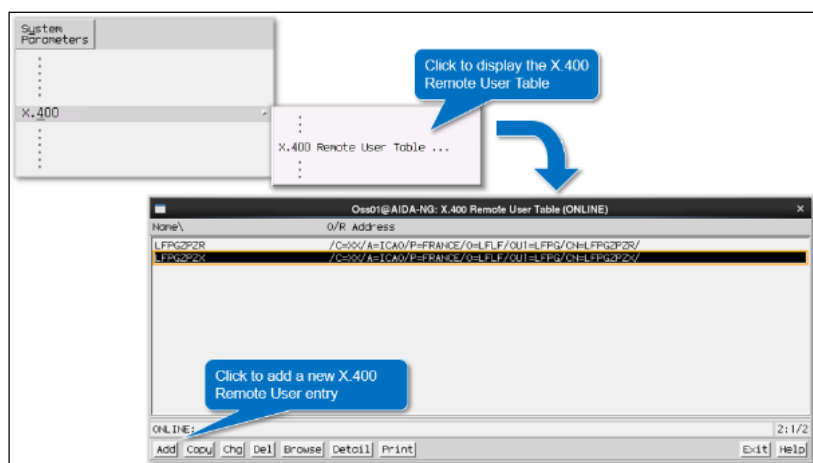 System
Parameters
X.400
Click to display the X.400
Remote User Table
X.400 Remote User Table ...
Oss01@AIDA-NG: X.400 Remote User Table (ONLINE)
Name\ O/R Address
LFPGZPZR /C=XX/A=ICAO/P=FRANCE/O=LFLF/OU1=LFPG/CN=LFPGZPZR/
LFPGZPZX /C=XX/A=ICAO/P=FRANCE/O=LFLF/OU1=LFPG/CN=LFPGZPZX/
Click to add a new X.400
Remote User entry
ONLINE: 2:1/2
Add Copy Chg Del Browse Detail Print Exit Help